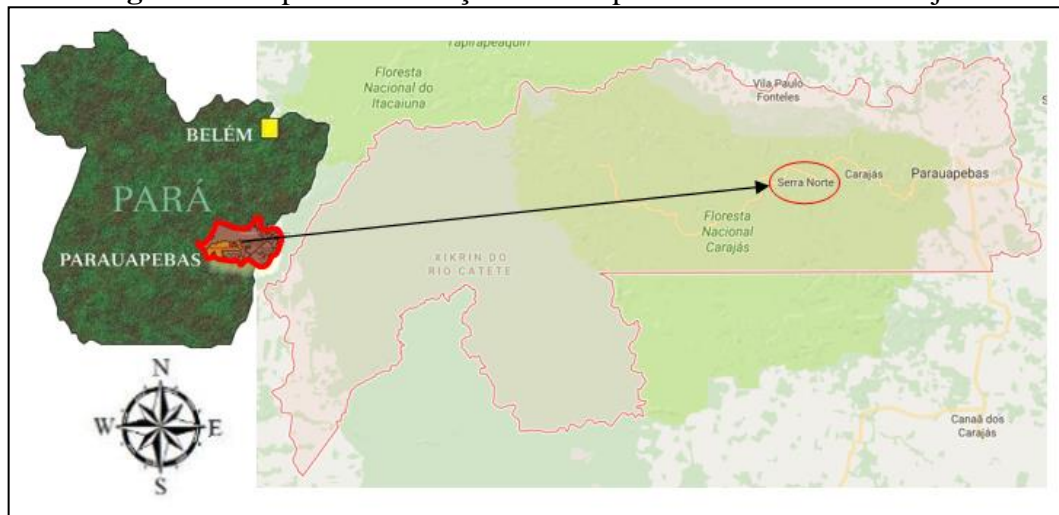 BELÉM
PARÁ
PARAUAPEBAS
N
W
E
S
Floresta
Nacional do
Itacaiuna
Vila Paulo
Fonteles
Serra Norte
Carajás
Parauapebas
Floresta
Nacional
Carajás
XIKRIN DO
RIO CATETE
Canaã dos
Carajás